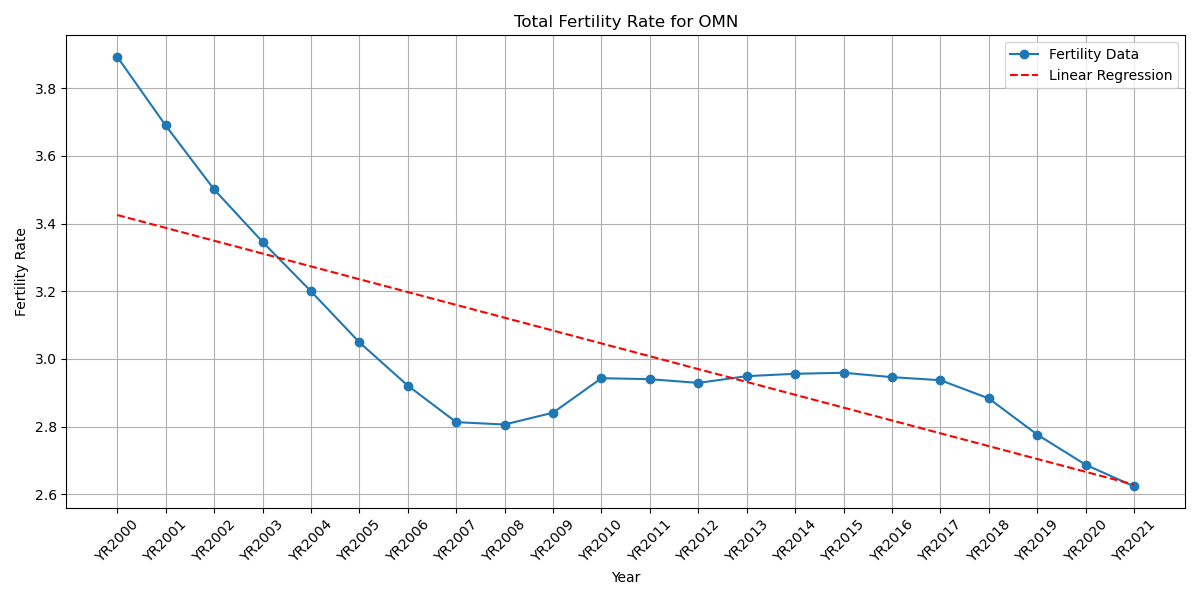 Total Fertility Rate for OMN
Fertility Data
Linear Regression
Fertility Rate
3.8
3.6
3.4
3.2
3.0
2.8
2.6
YR2000
YR2001
YR2002
YR2003
YR2004
YR2005
YR2006
YR2007
YR2008
YR2009
YR2010
YR2011
YR2012
YR2013
YR2014
YR2015
YR2016
YR2017
YR2018
YR2019
YR2020
YR2021
Year